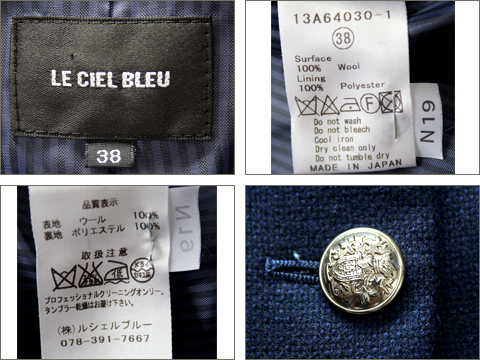 LE CIEL BLEU
38
13A64030-1
38
Surface
100% Wool
Lining
100% Polyester
F
Do not wash
Do not bleach
Iron
Dry clean only
Do not tumble dry
MADE IN JAPAN
N19
品質表示
表地 ウール 100%
裏地 ポリエステル 100%
取扱注意
低
ドライ
プロフェッショナルクリーニングオンリー。
タンブラー乾燥はお避け下さい。
(株)ルシェルブルー
078-391-7667
N19